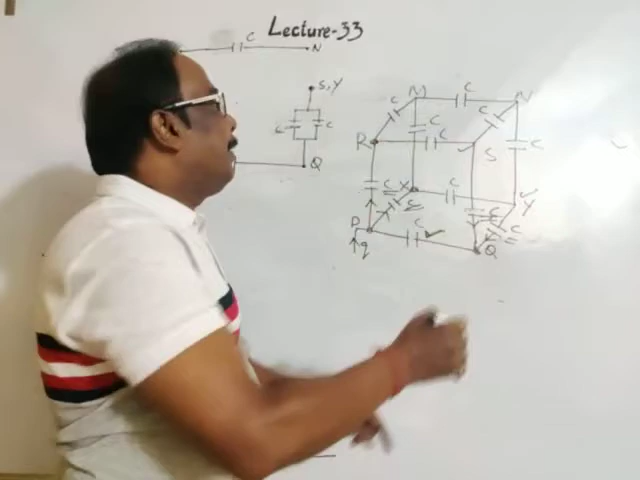 Lecture-33
C
N
S, Y
C C
Q
M C N
C C
C
R C S C
C X C Y
C C
P C Q
q